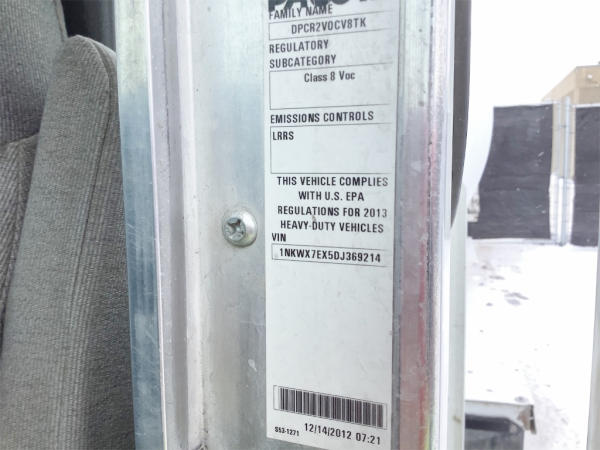 FAMILY NAME
DPCR2VOCV8TK
REGULATORY
SUBCATEGORY
Class 8 Voc
EMISSIONS CONTROLS
LRRS
THIS VEHICLE COMPLIES
WITH U.S. EPA
REGULATIONS FOR 2013
HEAVY-DUTY VEHICLES
VIN
1NKWX7EX5DJ369214
S53-1271 12/14/2012 07:21